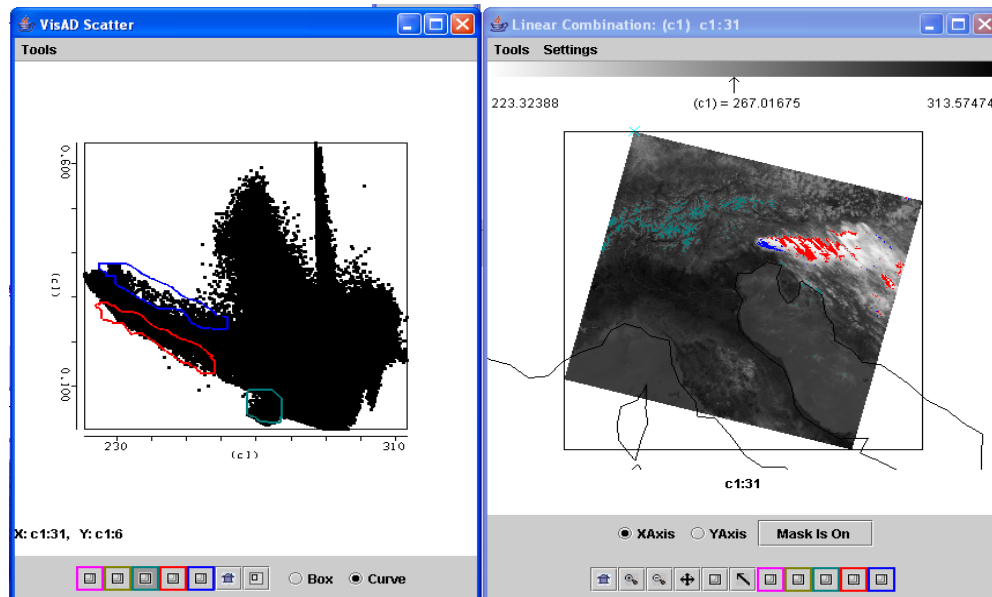 VisAD Scatter
Tools
0.600
(c1)
0.100
230
310
(c1)
X: c1:31, Y: c1:6
Box
Curve
Linear Combination: (c1) c1:31
Tools Settings
223.32388
(c1) = 267.01675
313.57474
c1:31
XAxis
YAxis
Mask Is On